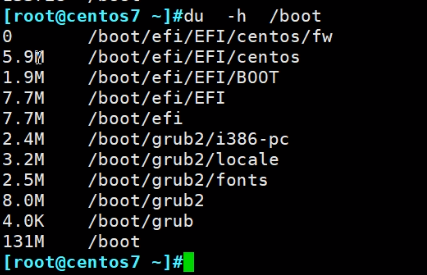 [root@centos7 ~]#du  -h  /boot
0       /boot/efi/EFI/centos/fw
5.9M    /boot/efi/EFI/centos
1.9M    /boot/efi/EFI/BOOT
7.7M    /boot/efi/EFI
7.7M    /boot/efi
2.4M    /boot/grub2/i386-pc
3.2M    /boot/grub2/locale
2.5M    /boot/grub2/fonts
8.0M    /boot/grub2
4.0K    /boot/grub
131M    /boot
[root@centos7 ~]#